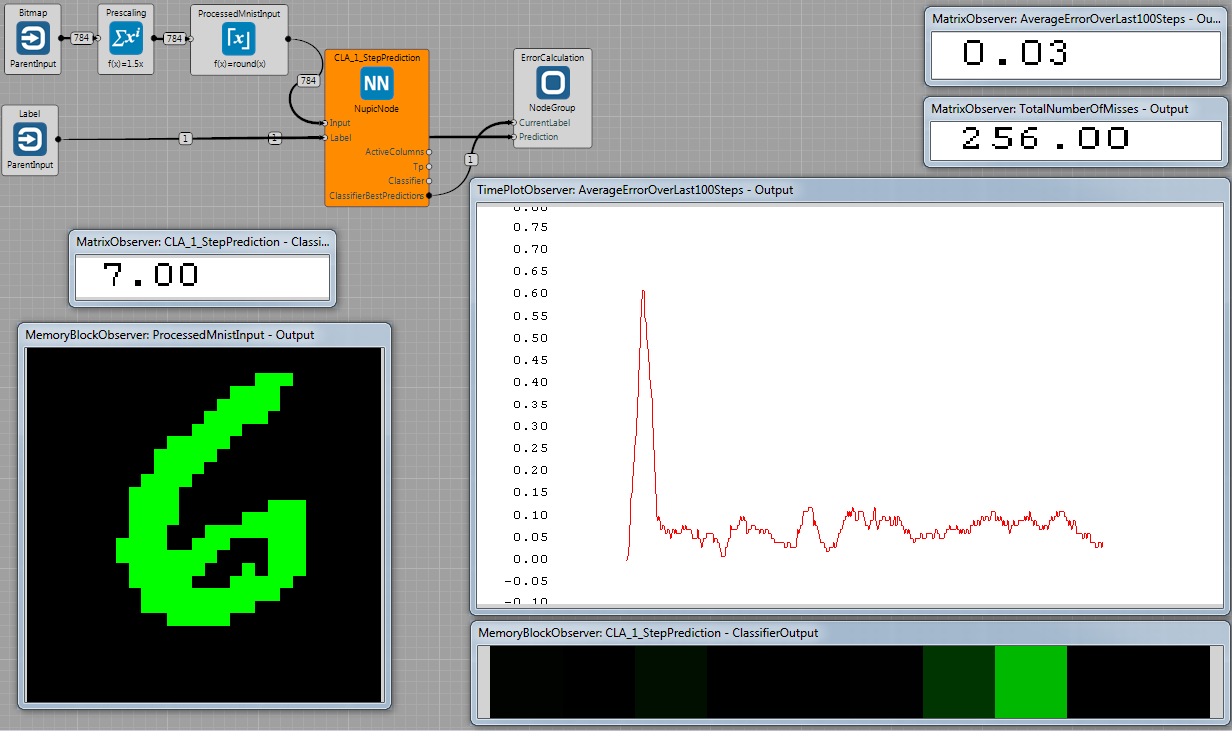 Bitmap
ParentInput
784
Prescaling
Σxⁱ
f(x)=1.5x
784
ProcessedMnistInput
[x]
f(x)=round(x)
784
Label
ParentInput
1
1
CLA_1_StepPrediction
NN
NupicNode
Input
Label
ActiveColumns
Tp
Classifier
ClassifierBestPredictions
1
ErrorCalculation
NodeGroup
CurrentLabel
Prediction
MatrixObserver: AverageErrorOverLast100Steps - Ou...
0.03
MatrixObserver: TotalNumberOfMisses - Output
256.00
MatrixObserver: CLA_1_StepPrediction - Classi...
7.00
MemoryBlockObserver: ProcessedMnistInput - Output
TimePlotObserver: AverageErrorOverLast100Steps - Output
0.80
0.75
0.70
0.65
0.60
0.55
0.50
0.45
0.40
0.35
0.30
0.25
0.20
0.15
0.10
0.05
0.00
-0.05
-0.10
MemoryBlockObserver: CLA_1_StepPrediction - ClassifierOutput